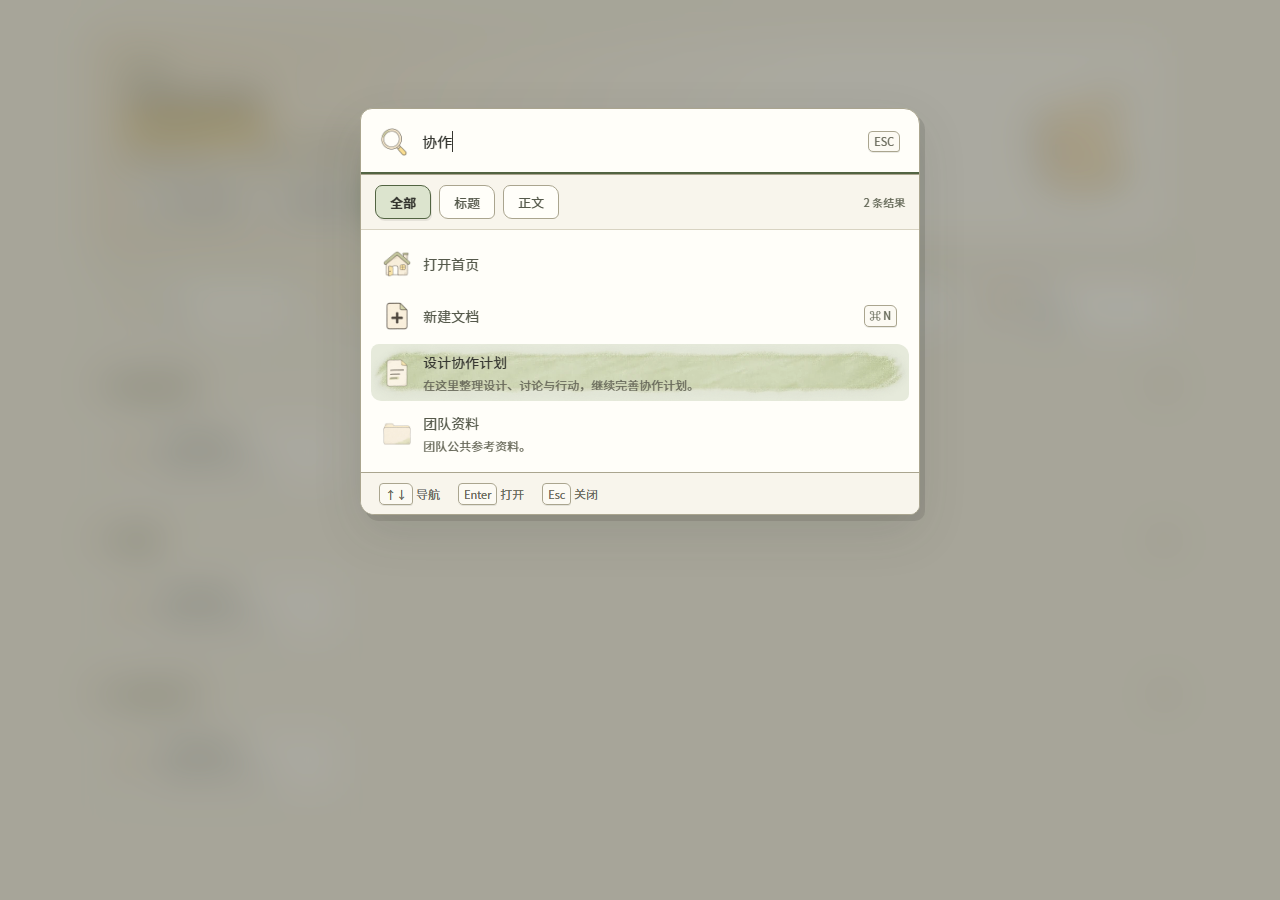 协作
ESC
全部 标题 正文 2 条结果
打开首页
新建文档 ⌘N
设计协作计划
在这里整理设计、讨论与行动，继续完善协作计划。
团队资料
团队公共参考资料。
↑↓ 导航 Enter 打开 Esc 关闭